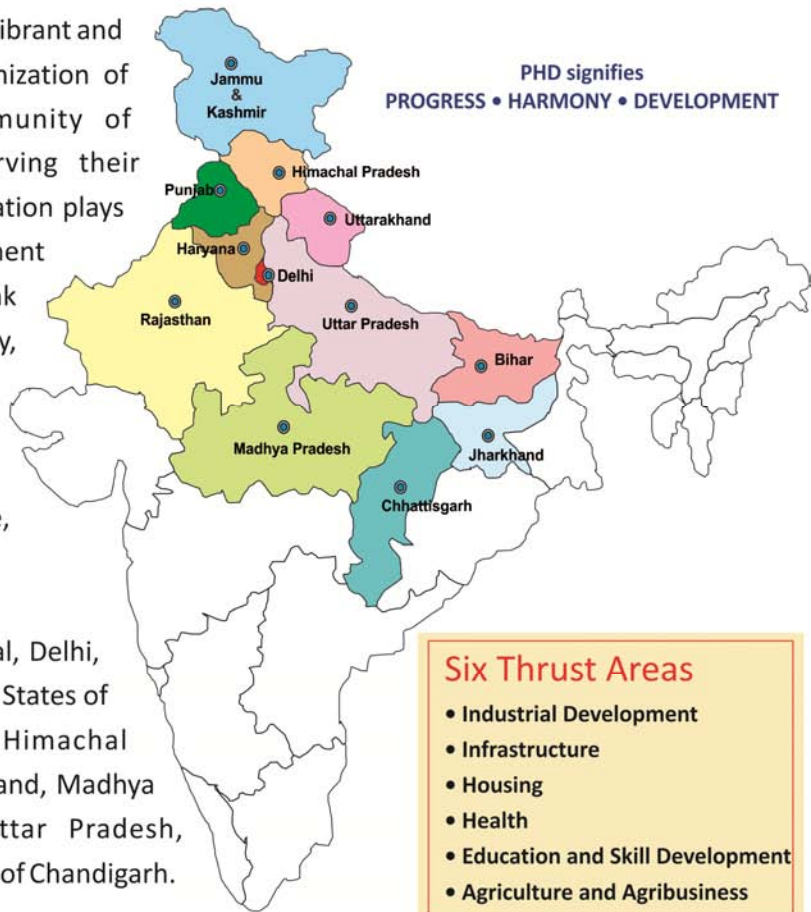 ibrant and
nization of
munity of
rving their
ation plays
nent
nk
y,
e,
al, Delhi,
States of
Himachal
and, Madhya
ttar Pradesh,
of Chandigarh.
PHD signifies
PROGRESS • HARMONY • DEVELOPMENT
Jammu
&
Kashmir
Himachal Pradesh
Punjab
Uttarakhand
Haryana
Delhi
Rajasthan
Uttar Pradesh
Bihar
Madhya Pradesh
Jharkhand
Chhattisgarh
Six Thrust Areas
• Industrial Development
• Infrastructure
• Housing
• Health
• Education and Skill Development
• Agriculture and Agribusiness